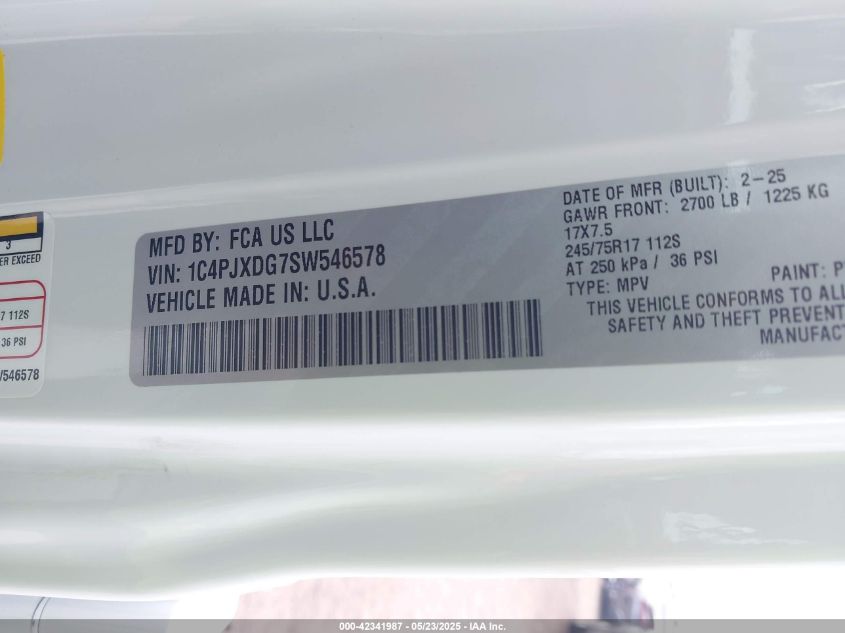 3
ER EXCEED
7 112S
36 PSI
/546578
MFD BY: FCA US LLC
VIN: 1C4PJXDG7SW546578
VEHICLE MADE IN: U.S.A.
DATE OF MFR (BUILT): 2-25
GAWR FRONT: 2700 LB / 1225 KG
17X7.5
245/75R17 112S
AT 250 kPa / 36 PSI
TYPE: MPV
PAINT: P
THIS VEHICLE CONFORMS TO ALL
SAFETY AND THEFT PREVENT
MANUFACT
000-42341987 - 05/23/2025 - IAA Inc.